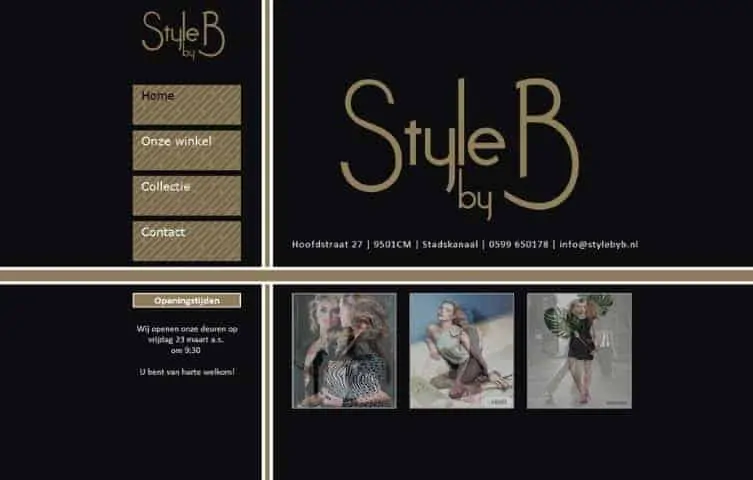 Style B
by
Home
Onze winkel
Collectie
Contact
Style B
by
Hoofdstraat 27 | 9501CM | Stadskanaal | 0599 650178 | info@stylebyb.nl
Openingstijden
Wij openen onze deuren op
vrijdag 23 maart a.s.
om 9:30
U bent van harte welkom!